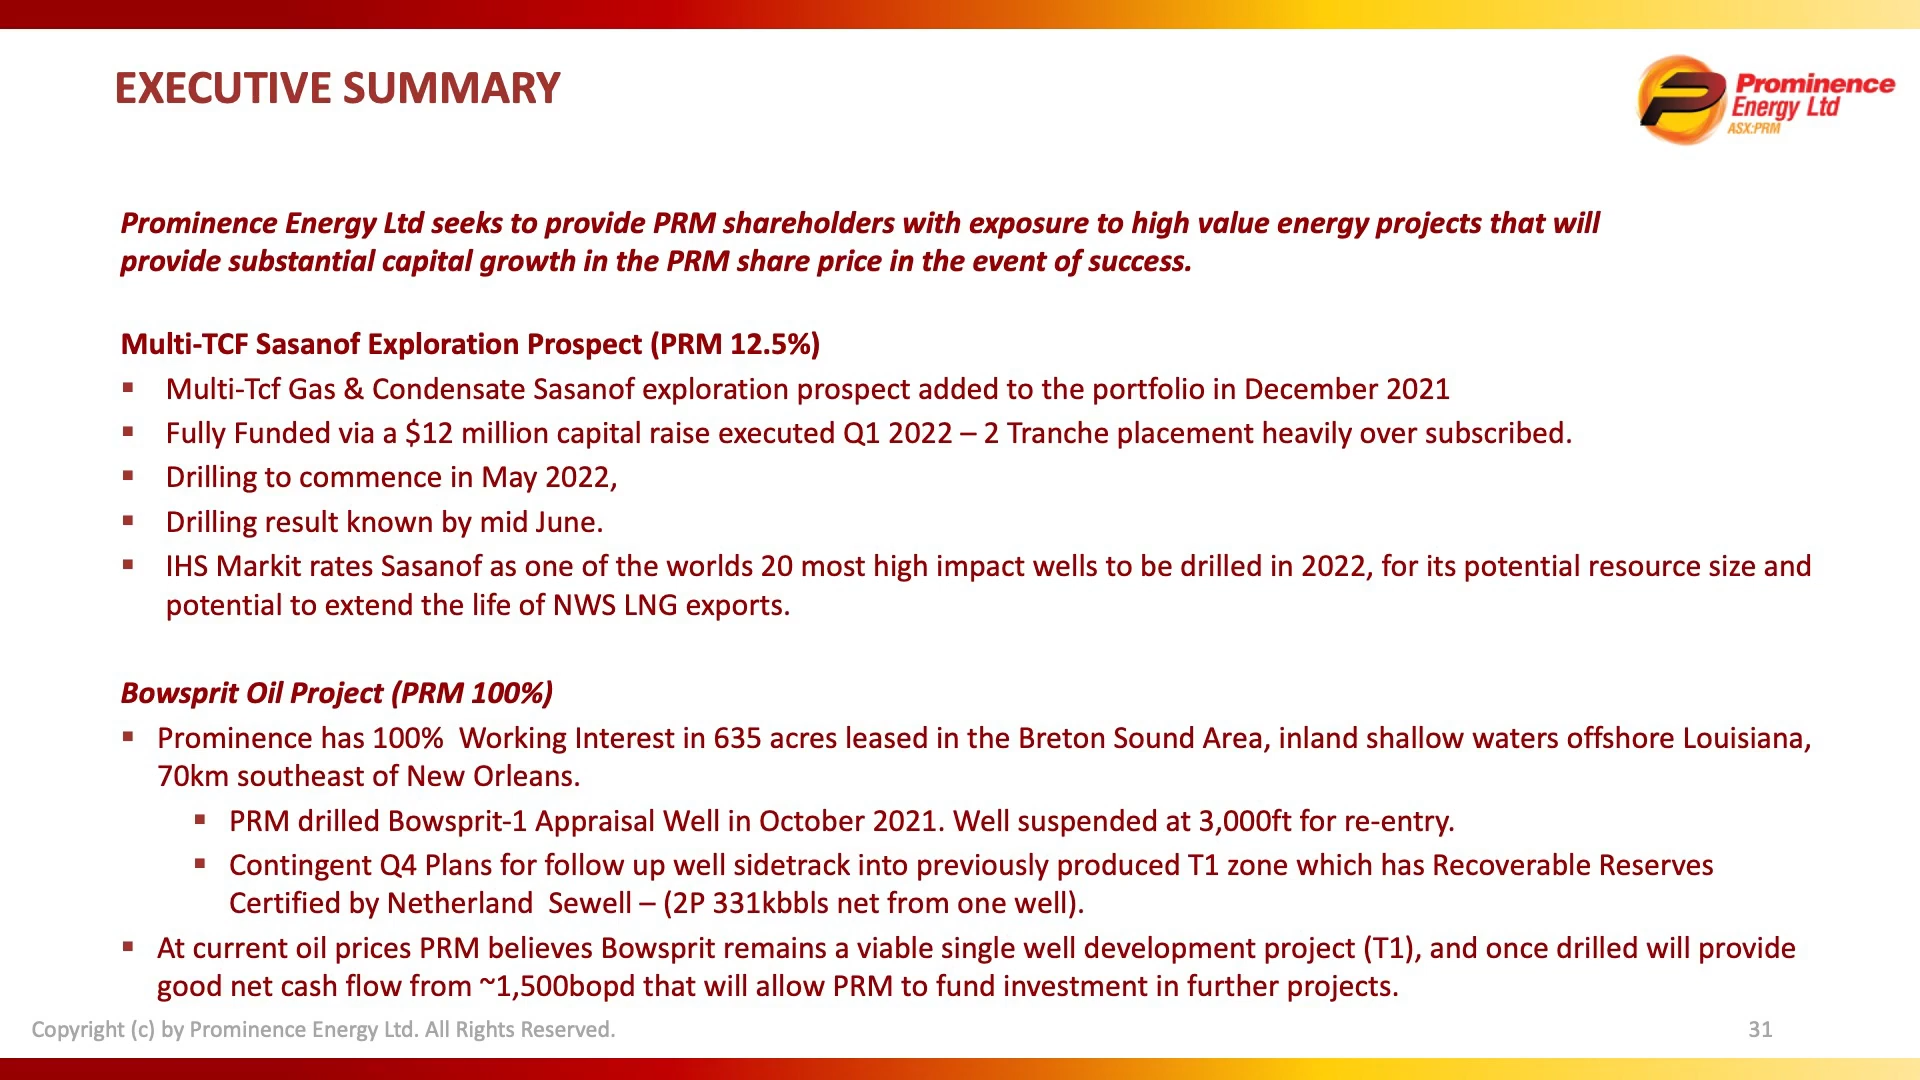 EXECUTIVE SUMMARY
Prominence
Energy Ltd
ASX:PRM
Prominence Energy Ltd seeks to provide PRM shareholders with exposure to high value energy projects that will
provide substantial capital growth in the PRM share price in the event of success.
Multi-TCF Sasanof Exploration Prospect (PRM 12.5%)
▪ Multi-Tcf Gas & Condensate Sasanof exploration prospect added to the portfolio in December 2021
▪ Fully Funded via a $12 million capital raise executed Q1 2022 – 2 Tranche placement heavily over subscribed.
▪ Drilling to commence in May 2022,
▪ Drilling result known by mid June.
▪ IHS Markit rates Sasanof as one of the worlds 20 most high impact wells to be drilled in 2022, for its potential resource size and
potential to extend the life of NWS LNG exports.
Bowsprit Oil Project (PRM 100%)
▪ Prominence has 100%  Working Interest in 635 acres leased in the Breton Sound Area, inland shallow waters offshore Louisiana,
70km southeast of New Orleans.
▪ PRM drilled Bowsprit-1 Appraisal Well in October 2021. Well suspended at 3,000ft for re-entry.
▪ Contingent Q4 Plans for follow up well sidetrack into previously produced T1 zone which has Recoverable Reserves
Certified by Netherland  Sewell – (2P 331kbbls net from one well).
▪ At current oil prices PRM believes Bowsprit remains a viable single well development project (T1), and once drilled will provide
good net cash flow from ~1,500bopd that will allow PRM to fund investment in further projects.
Copyright (c) by Prominence Energy Ltd. All Rights Reserved.
31